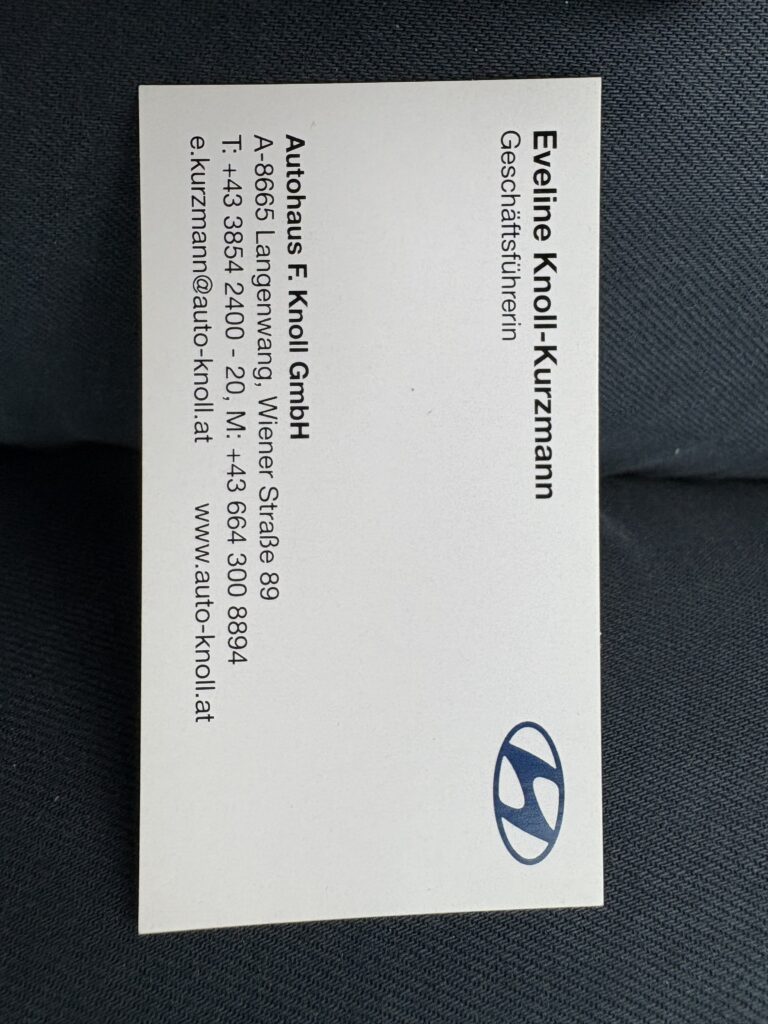 Eveline Knoll-Kurzmann
Geschäftsführerin
Autohaus F. Knoll GmbH
A-8665 Langenwang, Wiener Straße 89
T: +43 3854 2400 - 20, M: +43 664 300 8894
e.kurzmann@auto-knoll.at www.auto-knoll.at